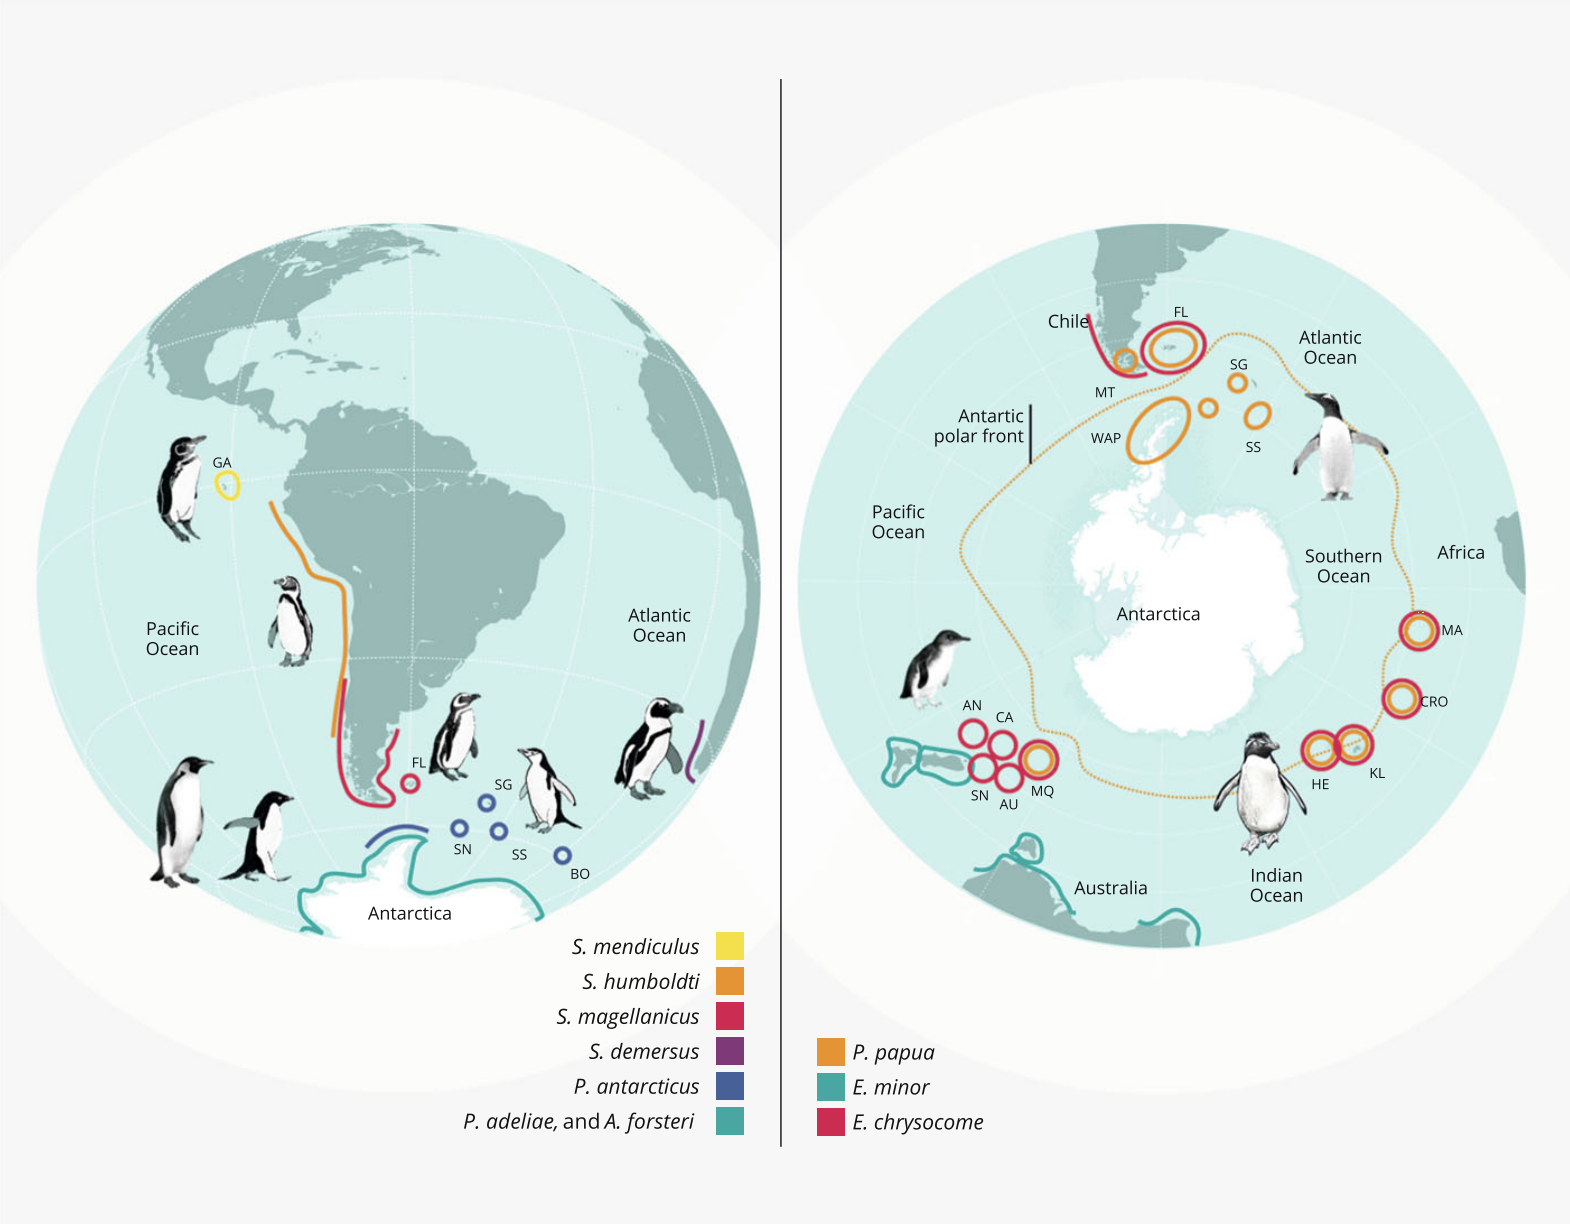 GA
Pacific
Ocean
Atlantic
Ocean
FL
SG
SN
SS
BO
Antarctica
S. mendiculus
S. humboldti
S. magellanicus
S. demersus
P. antarcticus
P. adeliae, and A. forsteri
Chile
FL
Atlantic
Ocean
MT
SG
Antartic
polar front
WAP
SS
Pacific
Ocean
Southern
Ocean
Africa
Antarctica
MA
CRO
AN
CA
SN
AU
MQ
HE
KL
Australia
Indian
Ocean
P. papua
E. minor
E. chrysocome